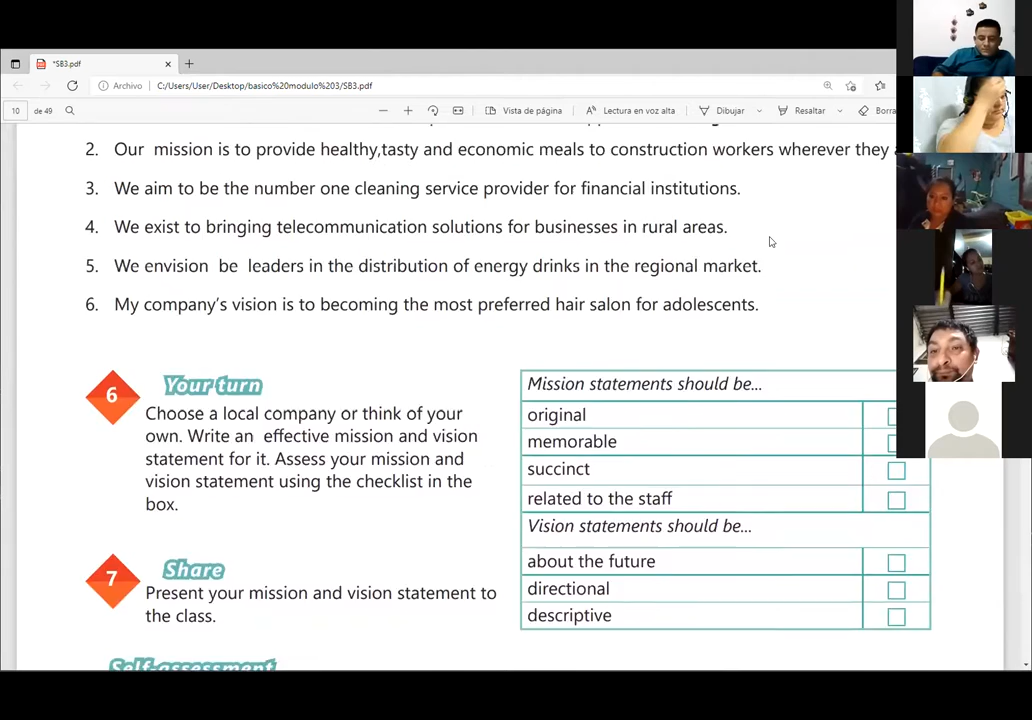 *SB3.pdf
Archivo C:/Users/User/Desktop/basico%20modulo%203/SB3.pdf
10 de 49 Vista de página Lectura en voz alta Dibujar Resaltar Borra
2. Our mission is to provide healthy,tasty and economic meals to construction workers wherever they
3. We aim to be the number one cleaning service provider for financial institutions.
4. We exist to bringing telecommunication solutions for businesses in rural areas.
5. We envision be leaders in the distribution of energy drinks in the regional market.
6. My company's vision is to becoming the most preferred hair salon for adolescents.
6 Your turn
Choose a local company or think of your
own. Write an effective mission and vision
statement for it. Assess your mission and
vision statement using the checklist in the
box.
7 Share
Present your mission and vision statement to
the class.
Mission statements should be...
original
memorable
succinct
related to the staff
Vision statements should be...
about the future
directional
descriptive
Self-assessment